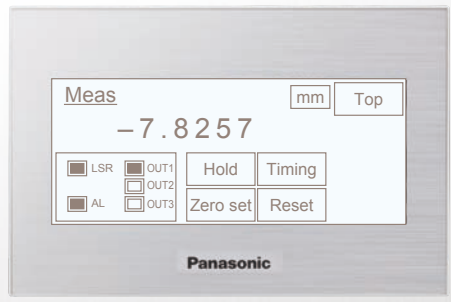 Meas mm Top
–7.8257
LSR OUT1 Hold Timing
OUT2
AL OUT3 Zero set Reset
Panasonic